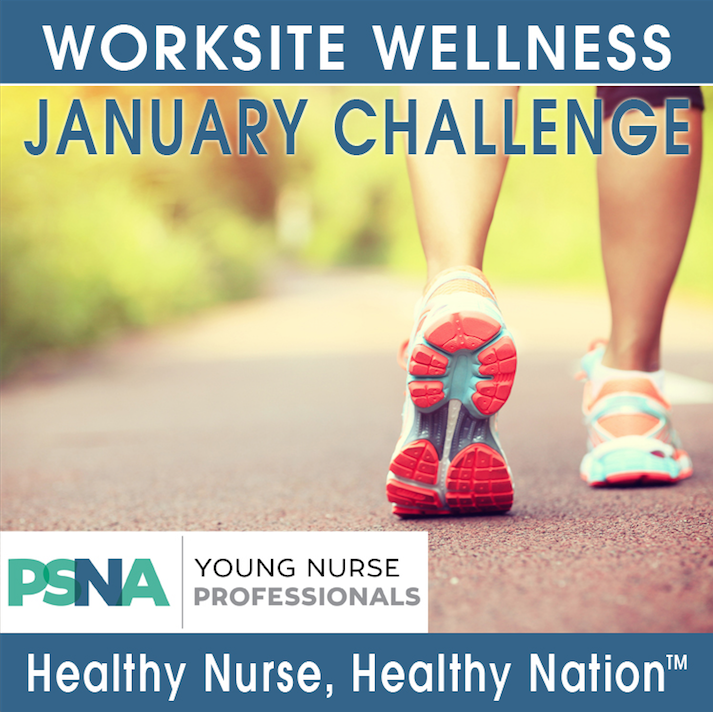 WORKSITE WELLNESS
JANUARY CHALLENGE
PSNA
YOUNG NURSE
PROFESSIONALS
Healthy Nurse, Healthy Nation™